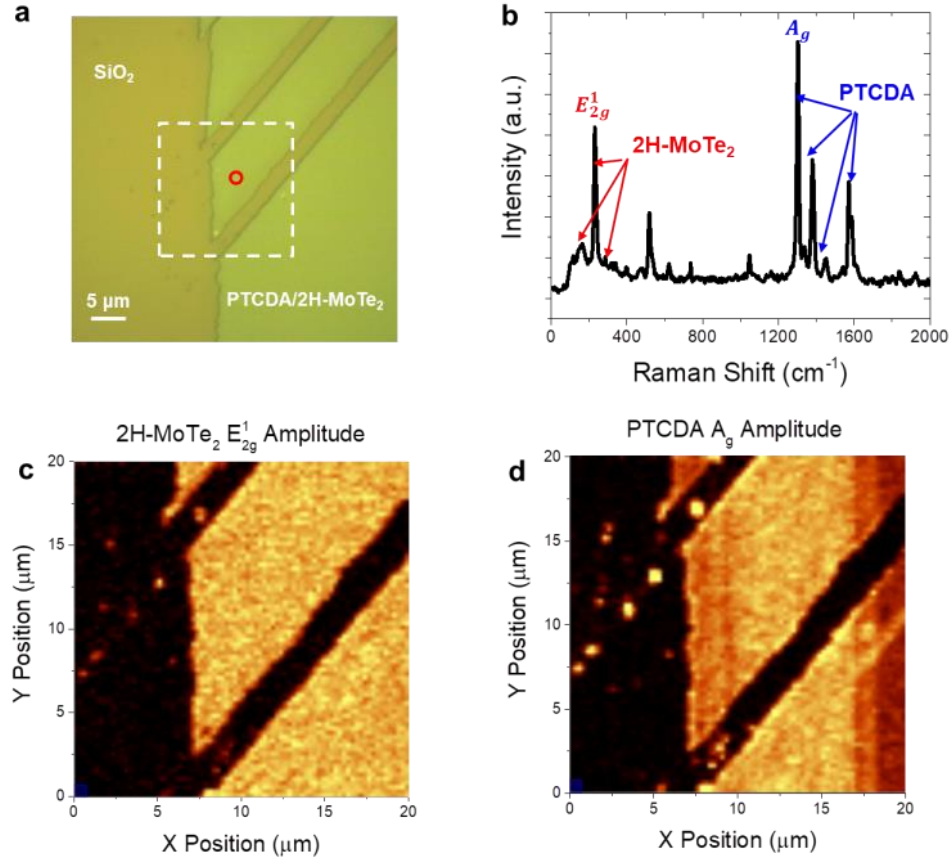 a
SiO₂
PTCDA/2H-MoTe₂
5 μm
b
Intensity (a.u.)
A_g
E¹₂g
PTCDA
2H-MoTe₂
0 400 800 1200 1600 2000
Raman Shift (cm⁻¹)
c
2H-MoTe₂ E¹₂g Amplitude
Y Position (μm)
20
15
10
5
0
0 5 10 15 20
X Position (μm)
d
PTCDA A_g Amplitude
Y Position (μm)
20
15
10
5
0
0 5 10 15 20
X Position (μm)